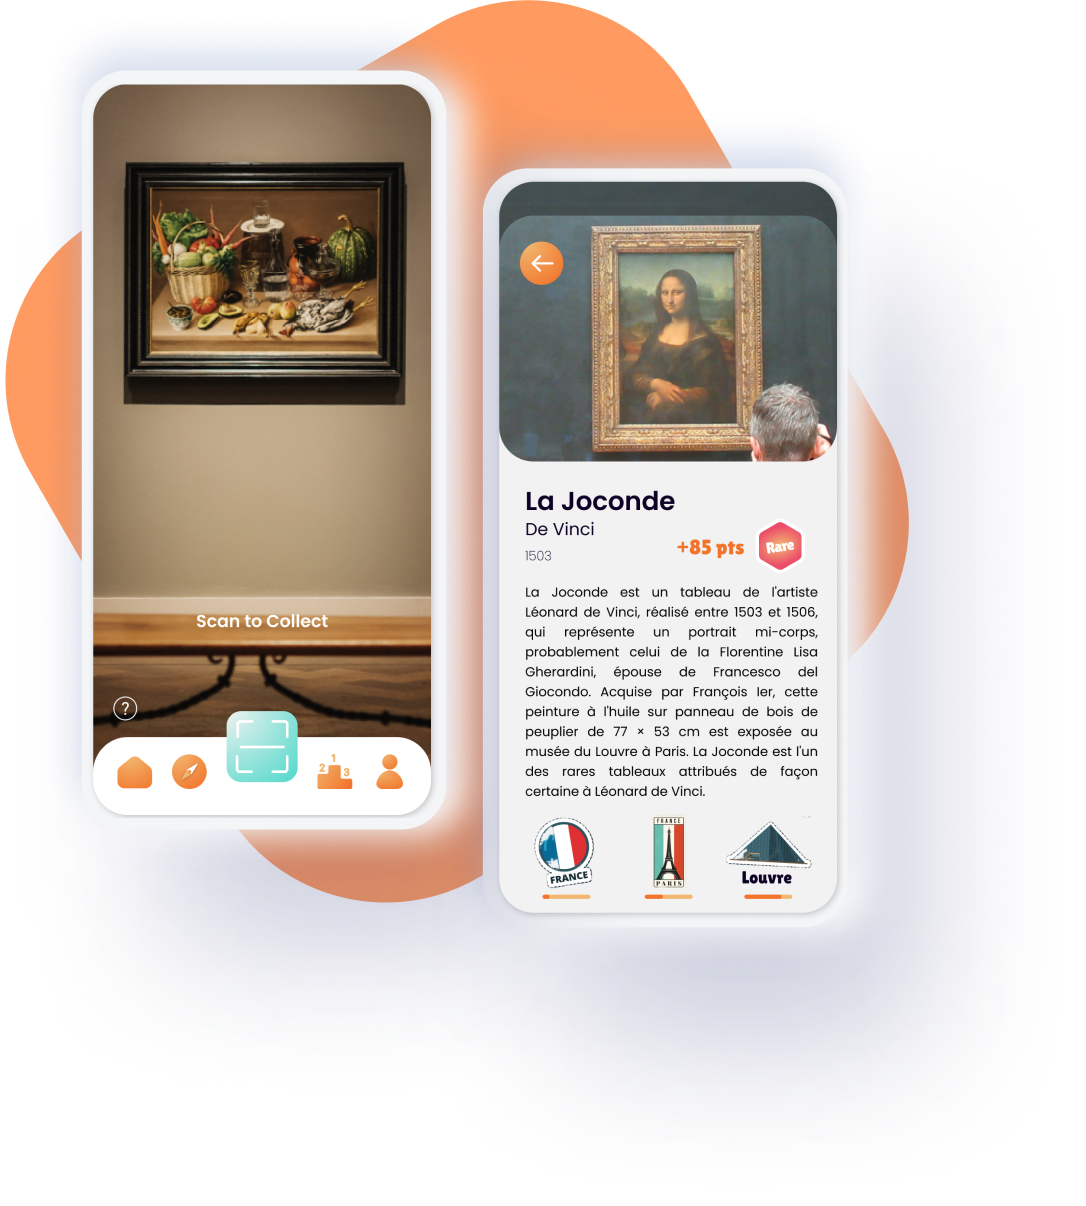 Scan to Collect
?
1
2
3
La Joconde
De Vinci
1503
+85 pts
Rare
La Joconde est un tableau de l'artiste
Léonard de Vinci, réalisé entre 1503 et 1506,
qui représente un portrait mi-corps,
probablement celui de la Florentine Lisa
Gherardini, épouse de Francesco del
Giocondo. Acquise par François Ier, cette
peinture à l'huile sur panneau de bois de
peuplier de 77 × 53 cm est exposée au
musée du Louvre à Paris. La Joconde est l'un
des rares tableaux attribués de façon
certaine à Léonard de Vinci.
FRANCE
FRANCE
PARIS
Louvre